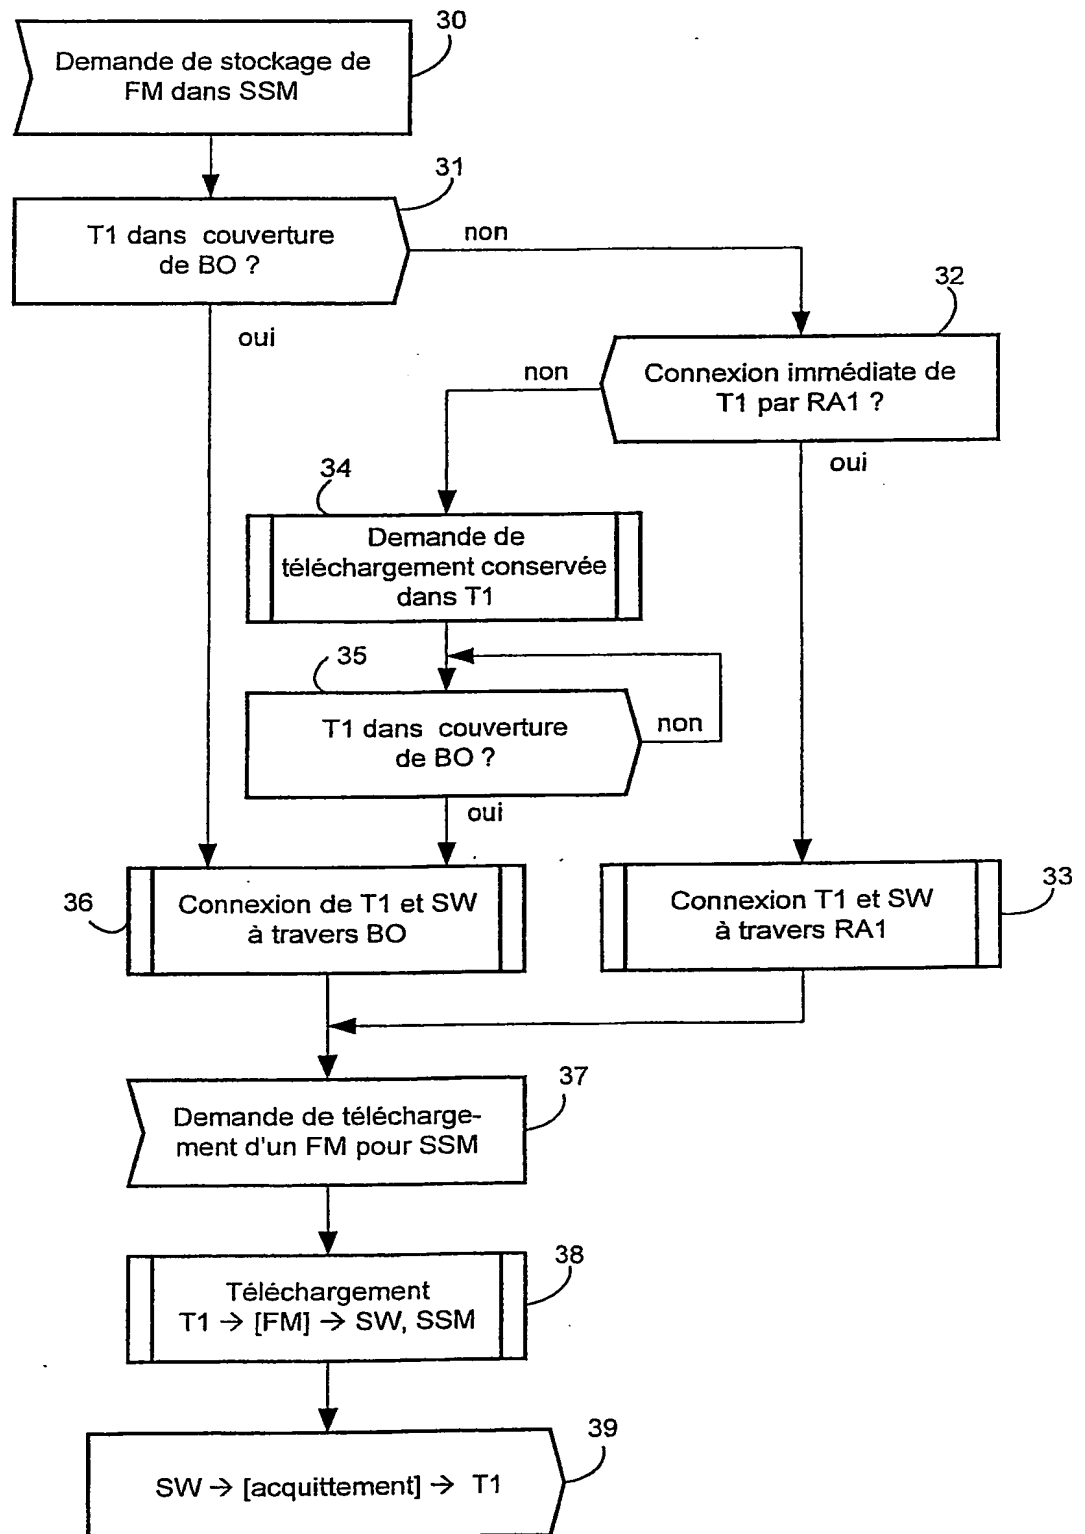 30
Demande de stockage de
FM dans SSM
31
T1 dans couverture
de BO ?
non
oui
32
Connexion immédiate de
T1 par RA1 ?
non
oui
34
Demande de
téléchargement conservée
dans T1
35
T1 dans couverture
de BO ?
non
oui
36
Connexion de T1 et SW
à travers BO
33
Connexion T1 et SW
à travers RA1
37
Demande de télécharge-
ment d'un FM pour SSM
38
Téléchargement
T1 → [FM] → SW, SSM
39
SW → [acquittement] → T1